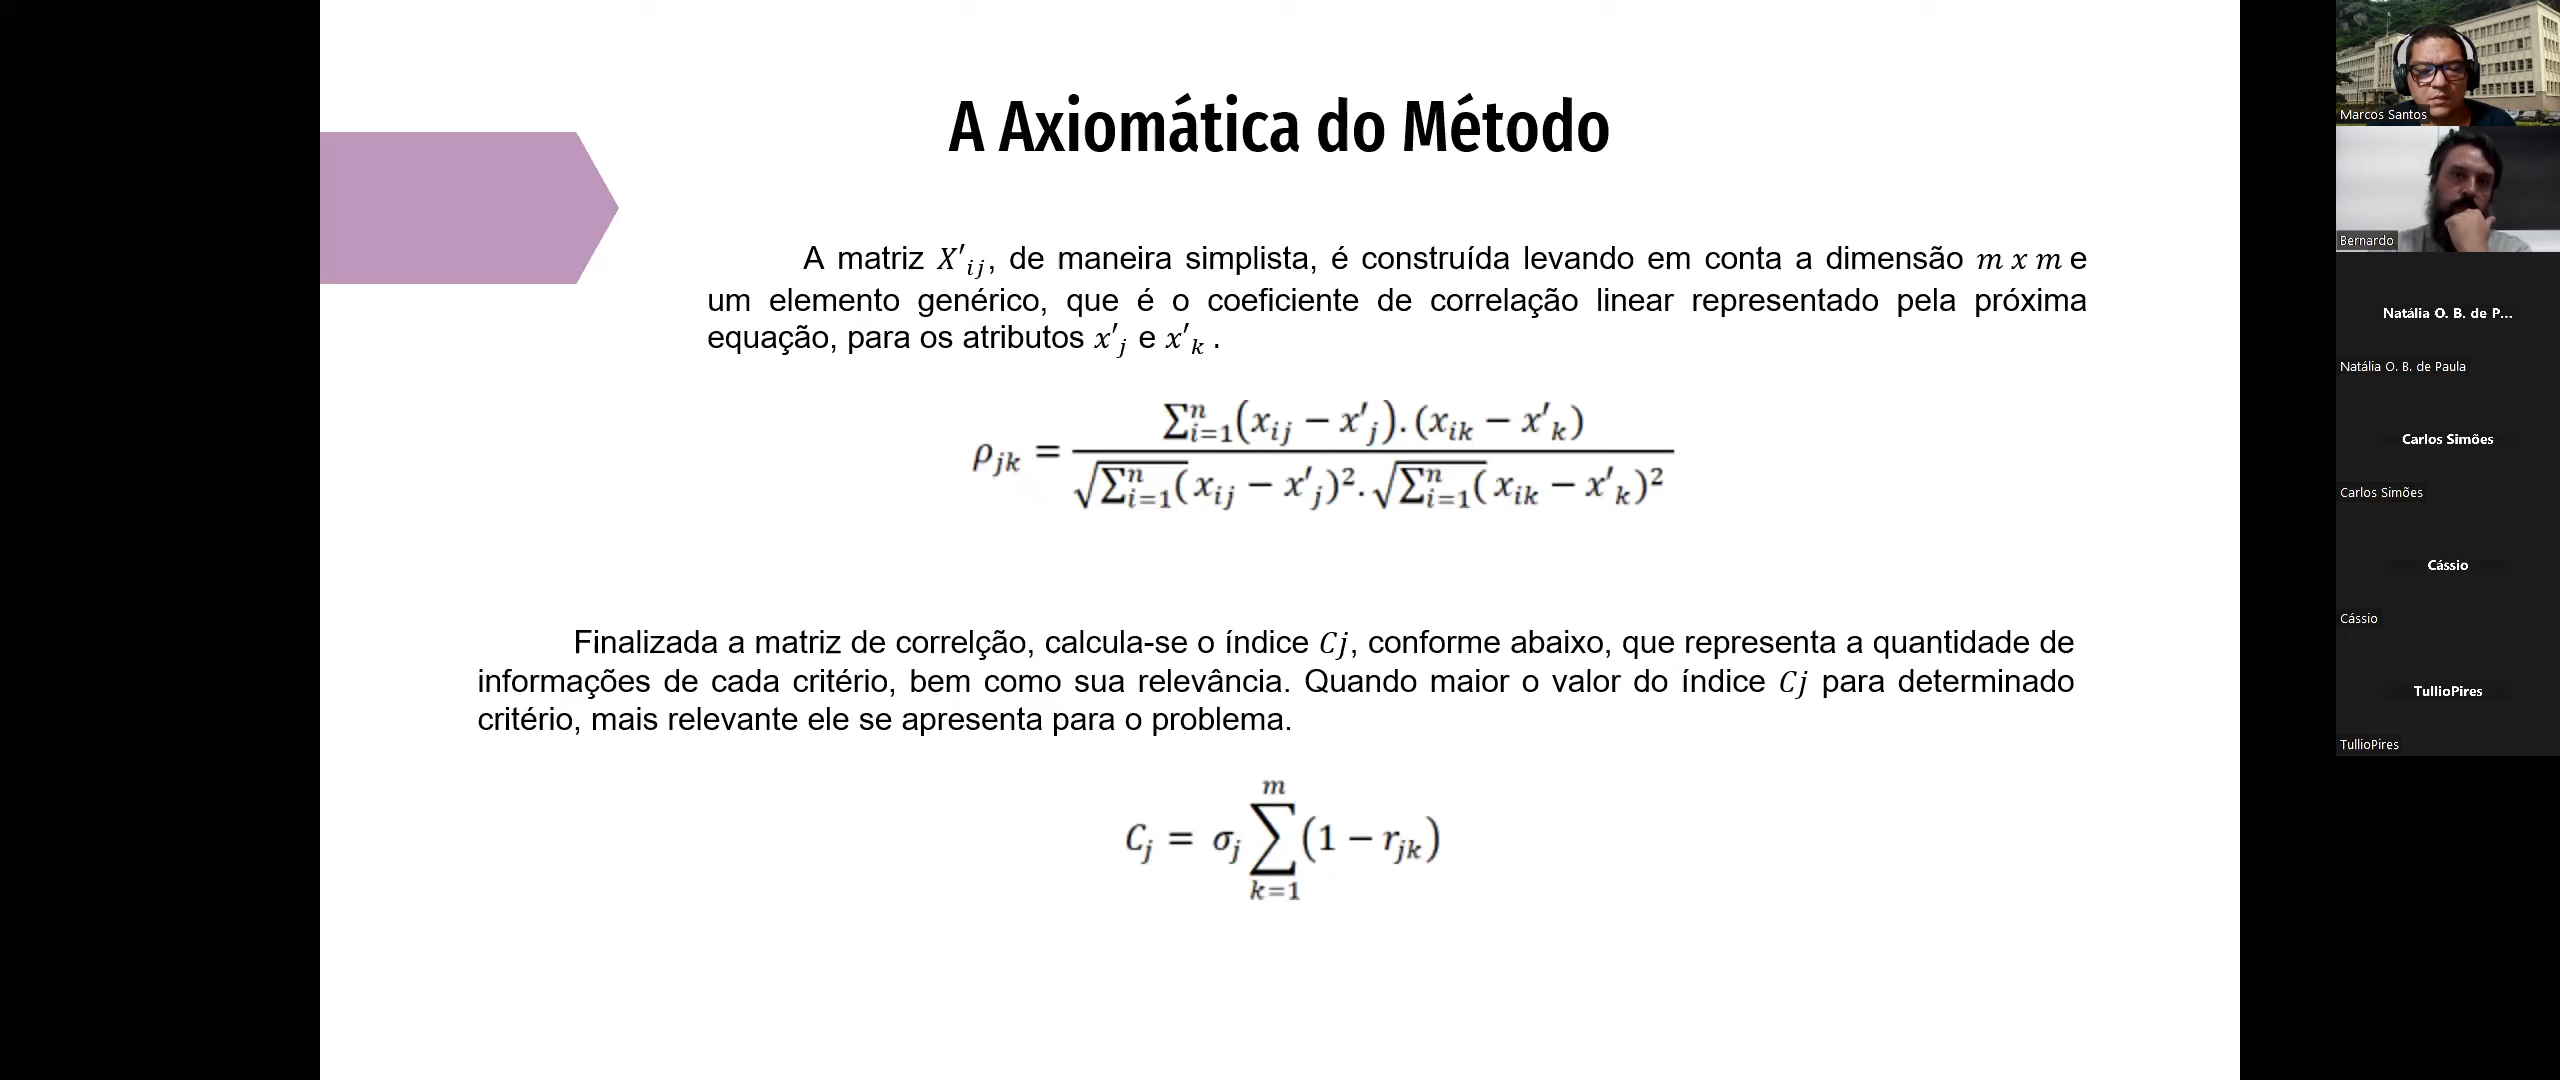 A Axiomática do Método
A matriz X′ij, de maneira simplista, é construída levando em conta a dimensão m x m e
um elemento genérico, que é o coeficiente de correlação linear representado pela próxima
equação, para os atributos x′j e x′k .
ρjk = ∑ni=1(xij − x′j).(xik − x′k) / √∑ni=1(xij − x′j)².√∑ni=1(xik − x′k)²
Finalizada a matriz de correlção, calcula-se o índice Cj, conforme abaixo, que representa a quantidade de
informações de cada critério, bem como sua relevância. Quando maior o valor do índice Cj para determinado
critério, mais relevante ele se apresenta para o problema.
Cj = σj ∑mk=1(1 − rjk)
Marcos Santos
Bernardo
Natália O. B. de P...
Natália O. B. de Paula
Carlos Simões
Carlos Simões
Cássio
Cássio
TullioPires
TullioPires